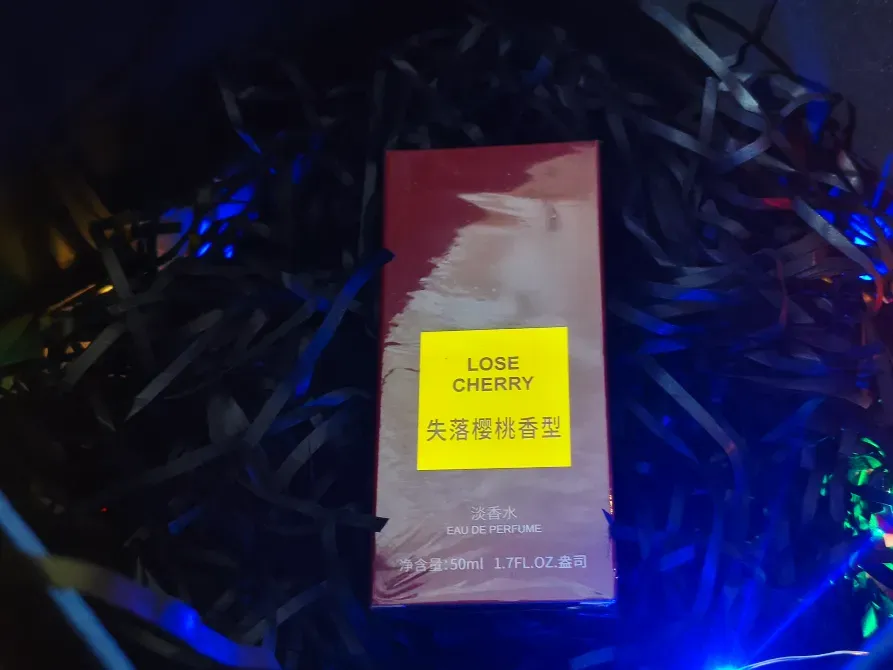 LOSE
CHERRY
失落樱桃香型
淡香水
EAU DE PERFUME
净含量:50ml 1.7FL.OZ.盎司